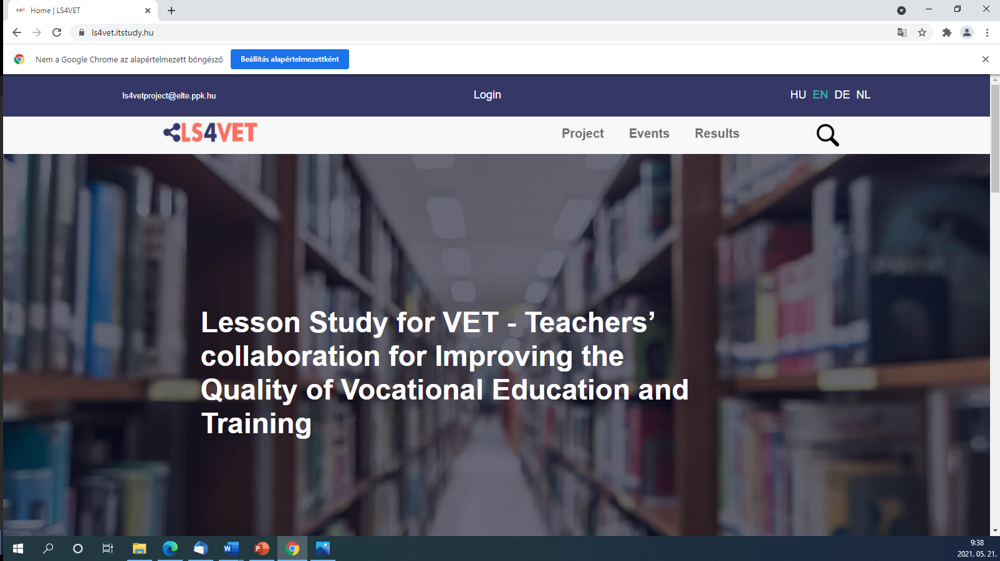 Home | LS4VET
ls4vet.itstudy.hu
Nem a Google Chrome az alapértelmezett böngésző
Beállítás alapértelmezettként
ls4vetproject@elte.ppk.hu
Login
HU EN DE NL
LS4VET
Project
Events
Results
Lesson Study for VET - Teachers’
collaboration for Improving the
Quality of Vocational Education and
Training
9:38
2021. 05. 21.